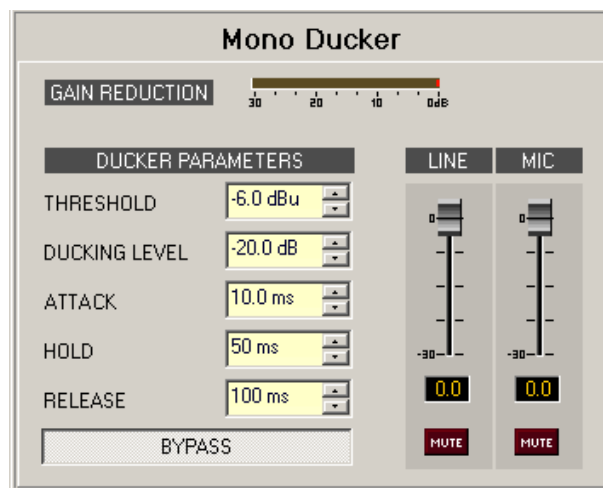 Mono Ducker
GAIN REDUCTION
30 20 10 0dB
DUCKER PARAMETERS
LINE
MIC
THRESHOLD -6.0 dBu
DUCKING LEVEL -20.0 dB
ATTACK 10.0 ms
HOLD 50 ms
RELEASE 100 ms
BYPASS
0
-30
0.0
MUTE
0
-30
0.0
MUTE